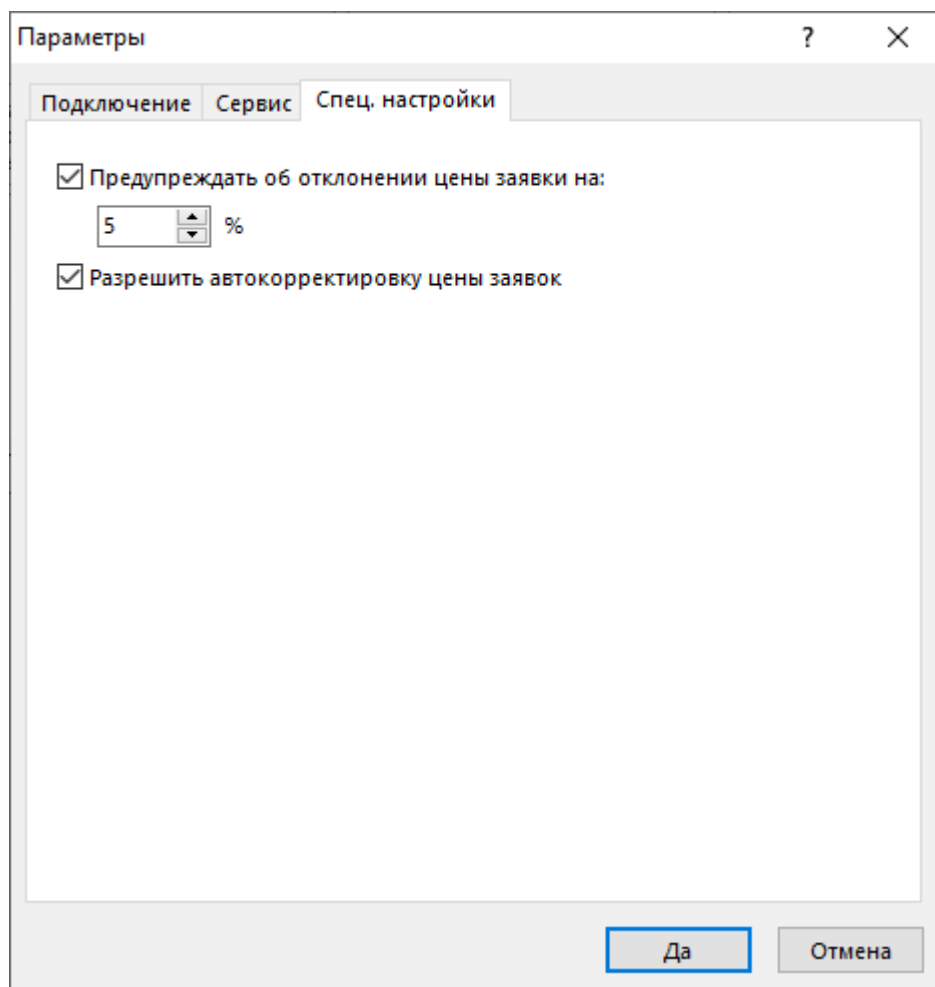 Параметры
?
Подключение Сервис Спец. настройки
Предупреждать об отклонении цены заявки на:
5 %
Разрешить автокорректировку цены заявок
Да Отмена